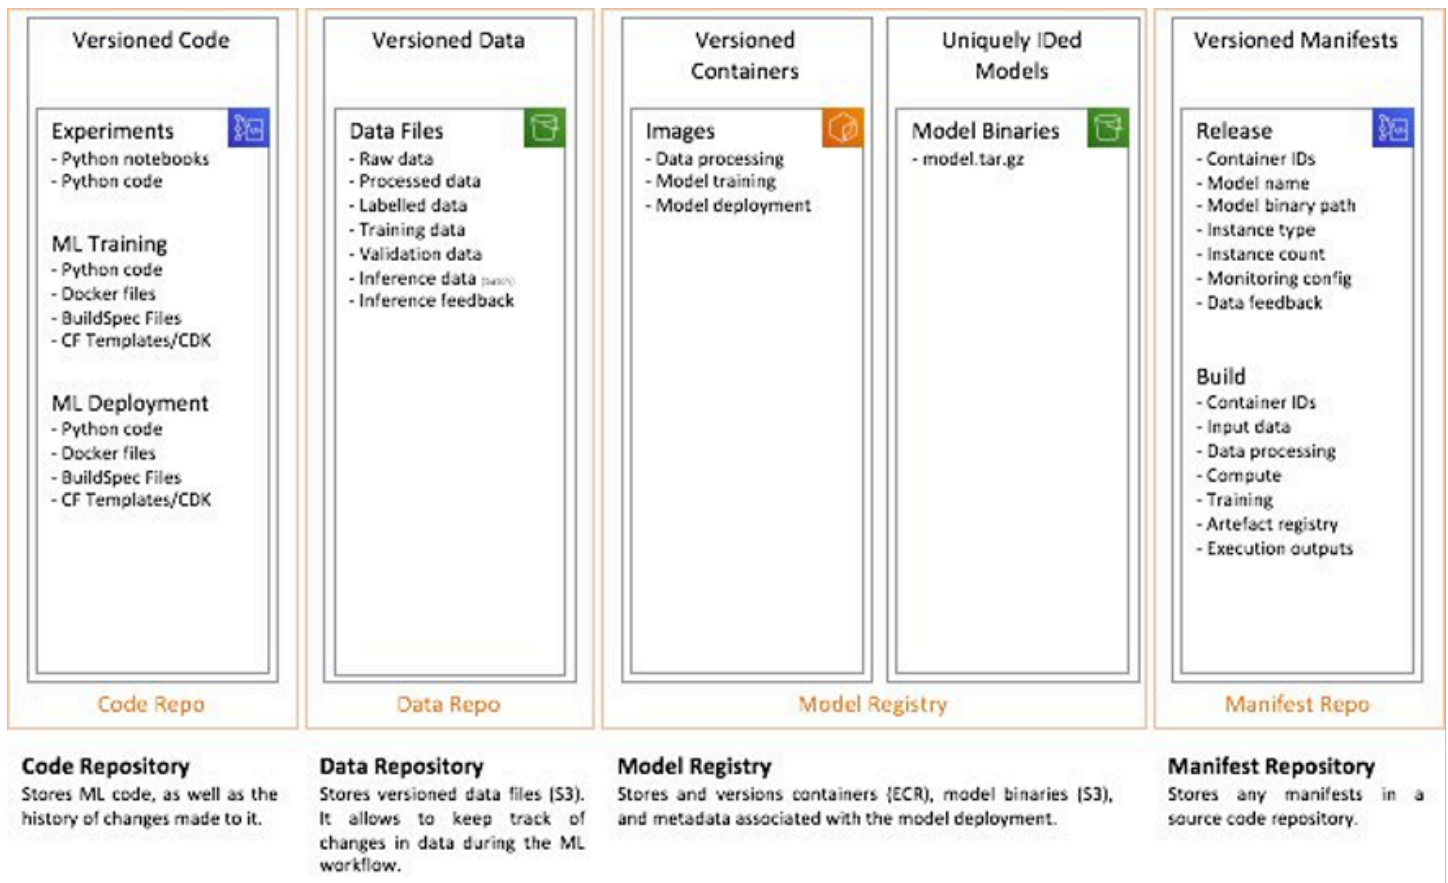 Versioned Code
Experiments
- Python notebooks
- Python code
ML Training
- Python code
- Docker files
- BuildSpec Files
- CF Templates/CDK
ML Deployment
- Python code
- Docker files
- BuildSpec Files
- CF Templates/CDK
Code Repo
Versioned Data
Data Files
- Raw data
- Processed data
- Labelled data
- Training data
- Validation data
- Inference data (batch)
- Inference feedback
Data Repo
Versioned
Containers
Images
- Data processing
- Model training
- Model deployment
Uniquely IDed
Models
Model Binaries
- model.tar.gz
Model Registry
Versioned Manifests
Release
- Container IDs
- Model name
- Model binary path
- Instance type
- Instance count
- Monitoring config
- Data feedback
Build
- Container IDs
- Input data
- Data processing
- Compute
- Training
- Artefact registry
- Execution outputs
Manifest Repo
Code Repository
Stores ML code, as well as the
history of changes made to it.
Data Repository
Stores versioned data files (S3).
It allows to keep track of
changes in data during the ML
workflow.
Model Registry
Stores and versions containers (ECR), model binaries (S3),
and metadata associated with the model deployment.
Manifest Repository
Stores any manifests in a
source code repository.